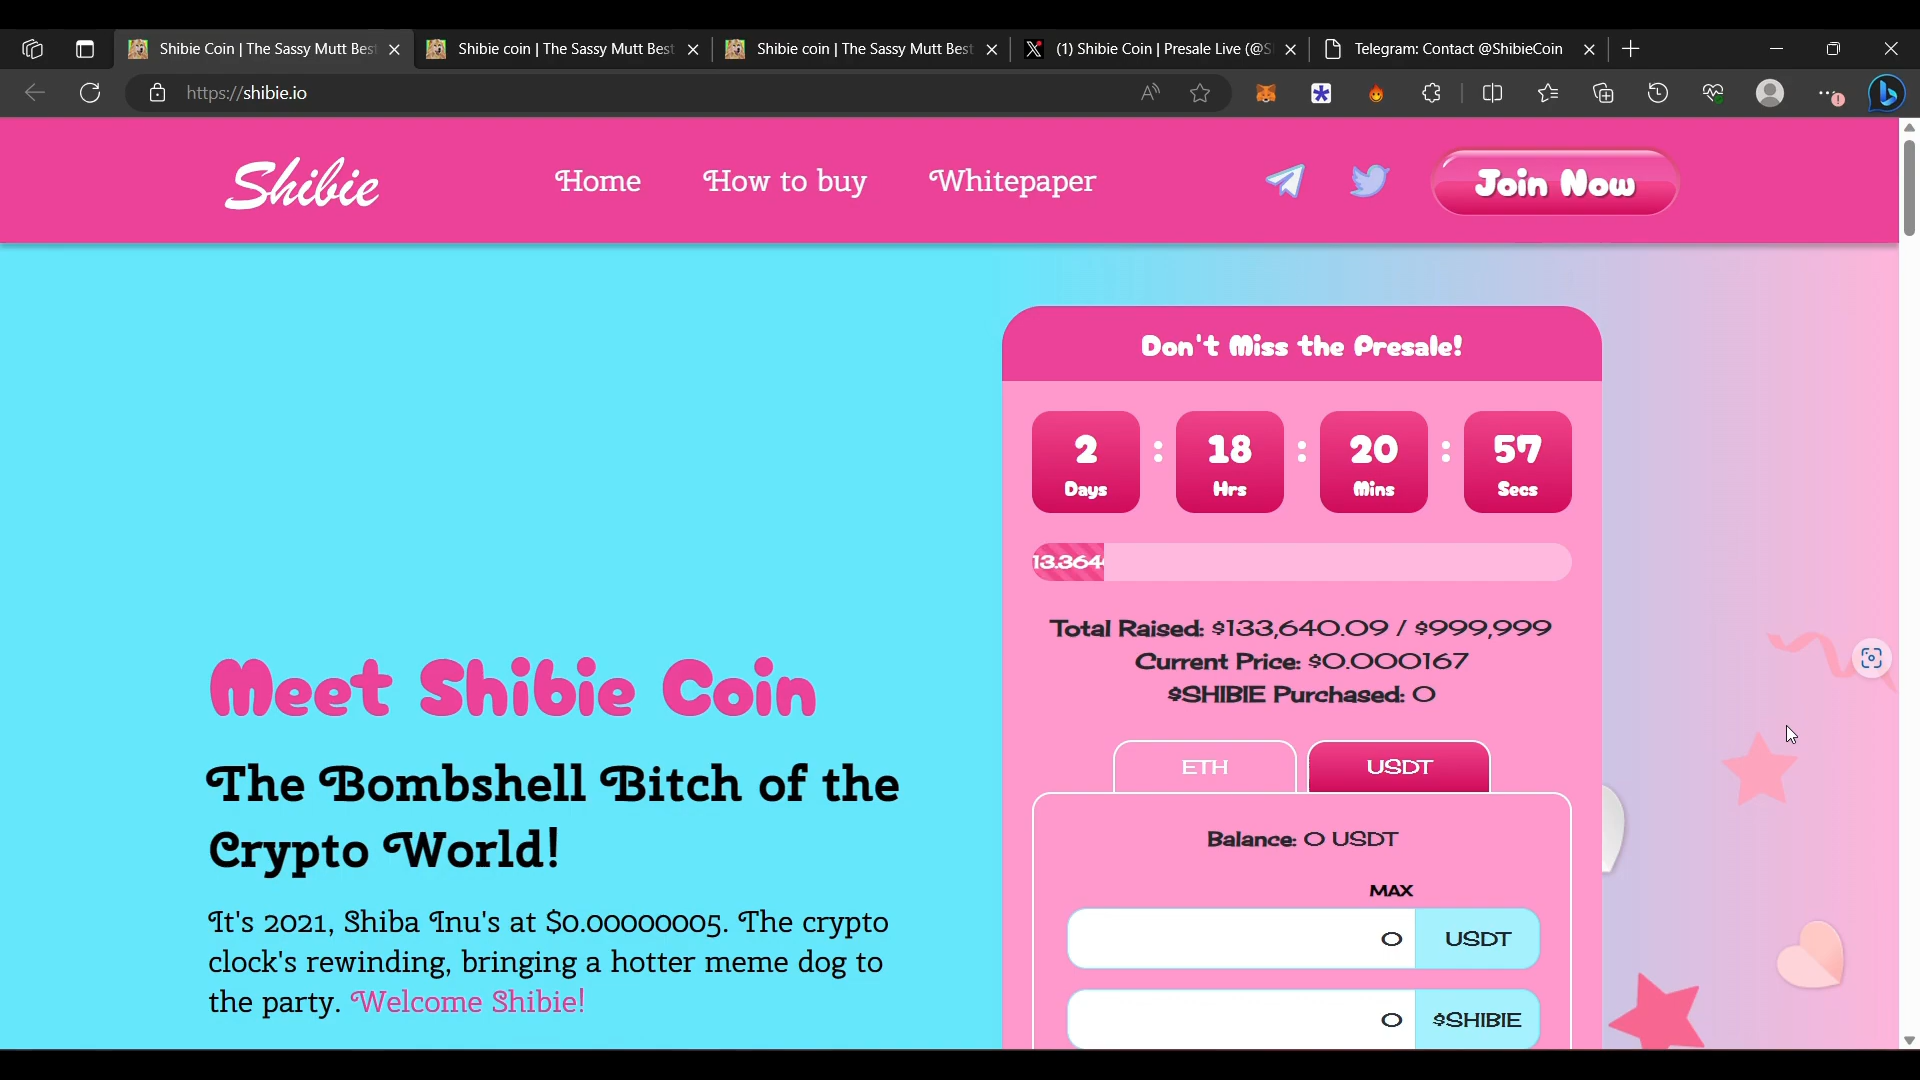 Shibie Coin | The Sassy Mutt Bes
Shibie coin | The Sassy Mutt Best
Shibie coin | The Sassy Mutt Best
(1) Shibie Coin | Presale Live (@S
Telegram: Contact @ShibieCoin
https://shibie.io
Shibie
Home
How to buy
Whitepaper
Join Now
Don't Miss the Presale!
2
18
20
57
Days
Hrs
Mins
Secs
13.364
Total Raised: $133,640.09 / $999,999
Current Price: $0.000167
$SHIBIE Purchased: 0
ETH
USDT
Balance: 0 USDT
MAX
0 USDT
0 $SHIBIE
Meet Shibie Coin
The Bombshell Bitch of the
Crypto World!
It's 2021, Shiba Inu's at $0.00000005. The crypto
clock's rewinding, bringing a hotter meme dog to
the party. Welcome Shibie!